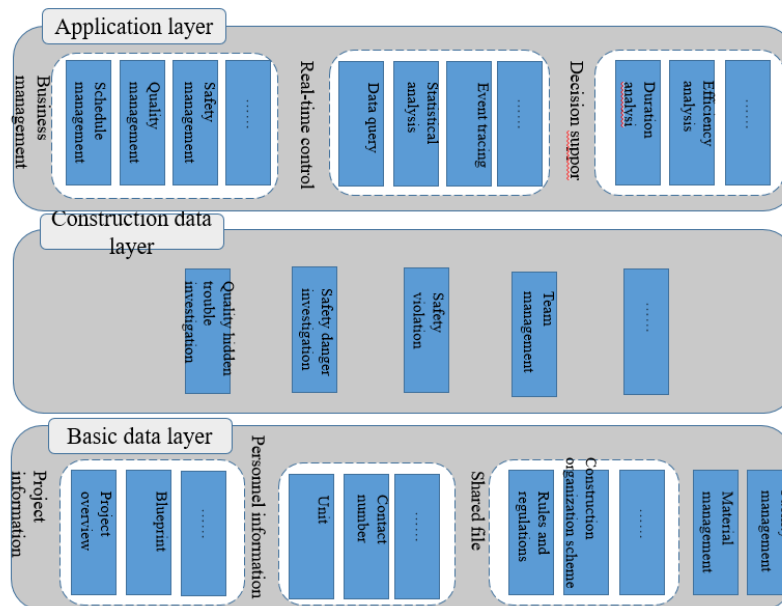 Application layer
Business
management
Schedule
management
Quality
management
Safety
management
……
Real-time control
Data query
Statistical
analysis
Event tracing
……
Decision suppor
Duration
analysi
Efficiency
analysis
……
Construction data
layer
Quality hidden
trouble
investigation
Safety danger
investigation
Safety
violation
Team
management
……
Basic data layer
Project
information
Project
overview
Blueprint
……
Personnel information
Unit
Contact
number
……
Shared file
Rules and
regulations
Construction
organization scheme
……
Material
management
management